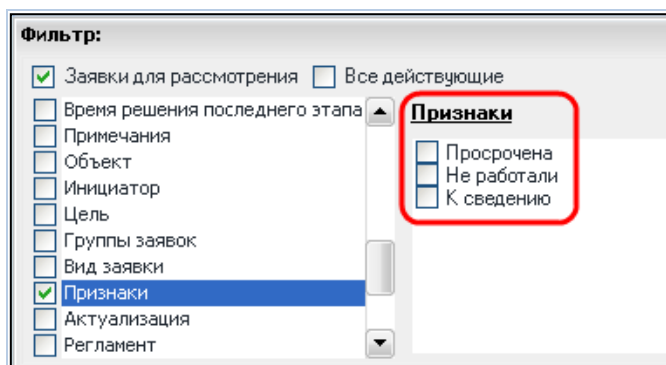 Фильтр:
Заявки для рассмотрения Все действующие
Время решения последнего этапа
Примечания
Объект
Инициатор
Цель
Группы заявок
Вид заявки
Признаки
Актуализация
Регламент
Признаки
Просрочена
Не работали
К сведению